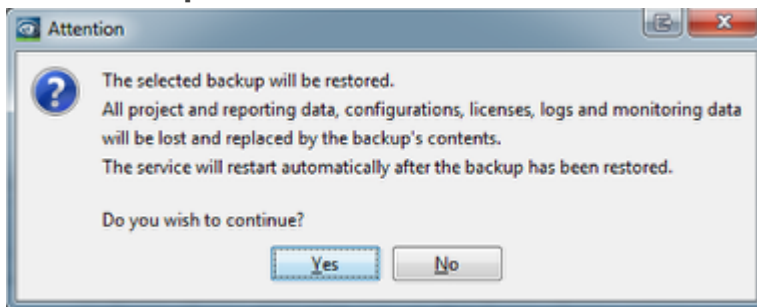 Attention
The selected backup will be restored.
All project and reporting data, configurations, licenses, logs and monitoring data
will be lost and replaced by the backup's contents.
The service will restart automatically after the backup has been restored.
Do you wish to continue?
Yes
No